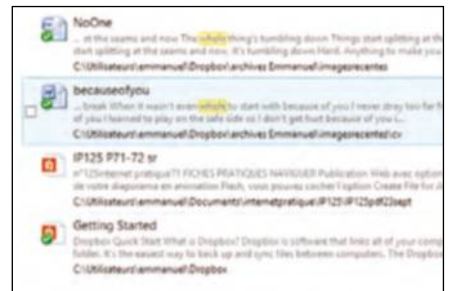 NoOne
... at the seams and now The whole thing's tumbling down Things start splitting at th
start splitting at the seams and now, it's tumbling down Hard. Anything to make you
C:\Utilisateurs\emmanuel\Dropbox\archives Emmanuel\imagesrecentes
becauseofyou
... break When it wasn't even whole to start with Because of you I never stray too far fr
of you I learned to play on the safe side so I don't get hurt Because of you I...
C:\Utilisateurs\emmanuel\Dropbox\archives Emmanuel\imagesrecentes\cv
IP125 P71-72 sr
n°125internet pratique71 FICHES PRATIQUES NAVIGUER Publication Web avec option
de votre diaporama en animation Flash, vous pouvez cocher l'option Create File for
C:\Utilisateurs\emmanuel\Documents\internetpratique\IP125\IP125pdf23sept
Getting Started
Dropbox Quick Start What is Dropbox? Dropbox is software that links all of your comp
folder. It's the easiest way to back up and sync files between computers. The Dropbox
C:\Utilisateurs\emmanuel\Dropbox